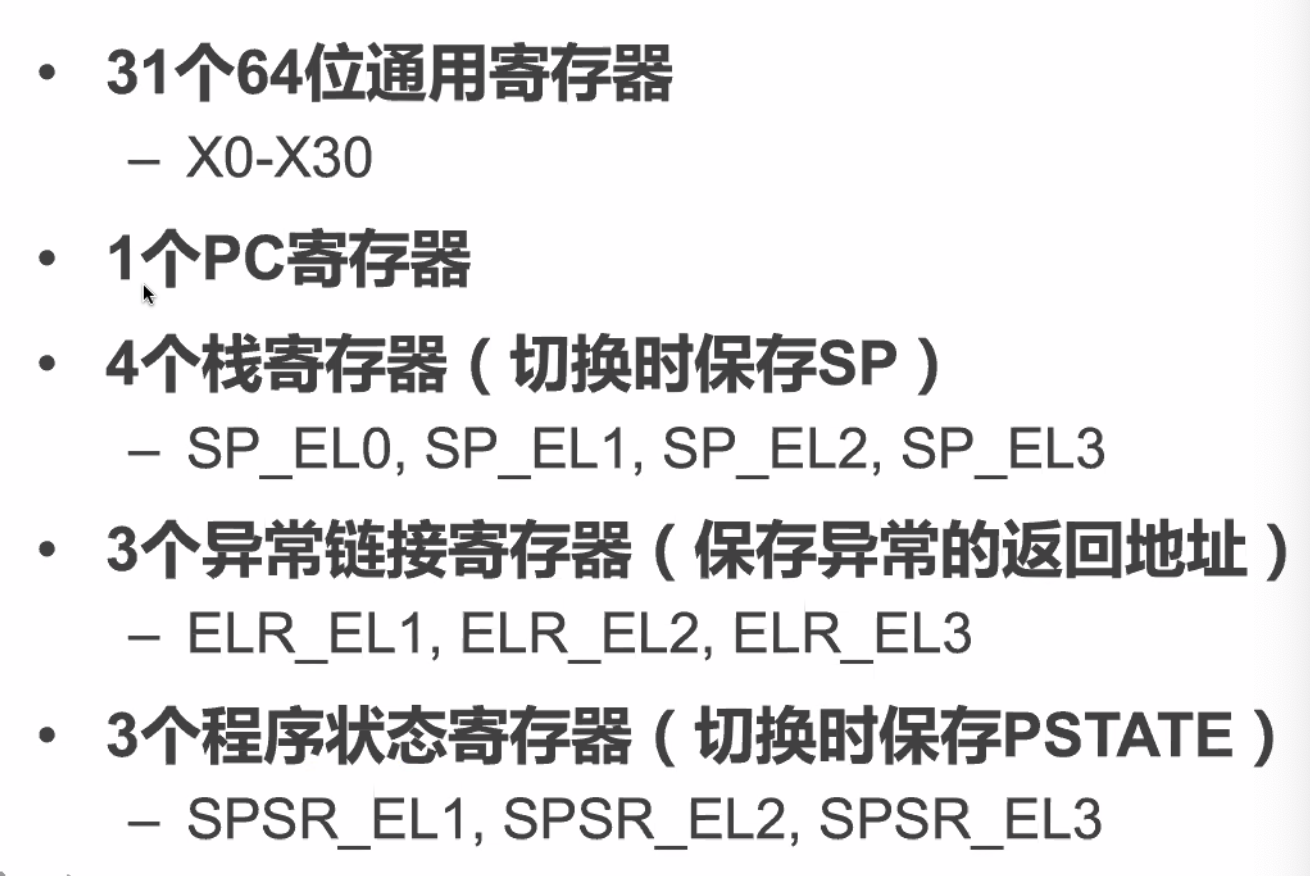 • 31个64位通用寄存器
– X0-X30
• 1个PC寄存器
• 4个栈寄存器（切换时保存SP）
– SP_EL0, SP_EL1, SP_EL2, SP_EL3
• 3个异常链接寄存器（保存异常的返回地址）
– ELR_EL1, ELR_EL2, ELR_EL3
• 3个程序状态寄存器（切换时保存PSTATE）
– SPSR_EL1, SPSR_EL2, SPSR_EL3